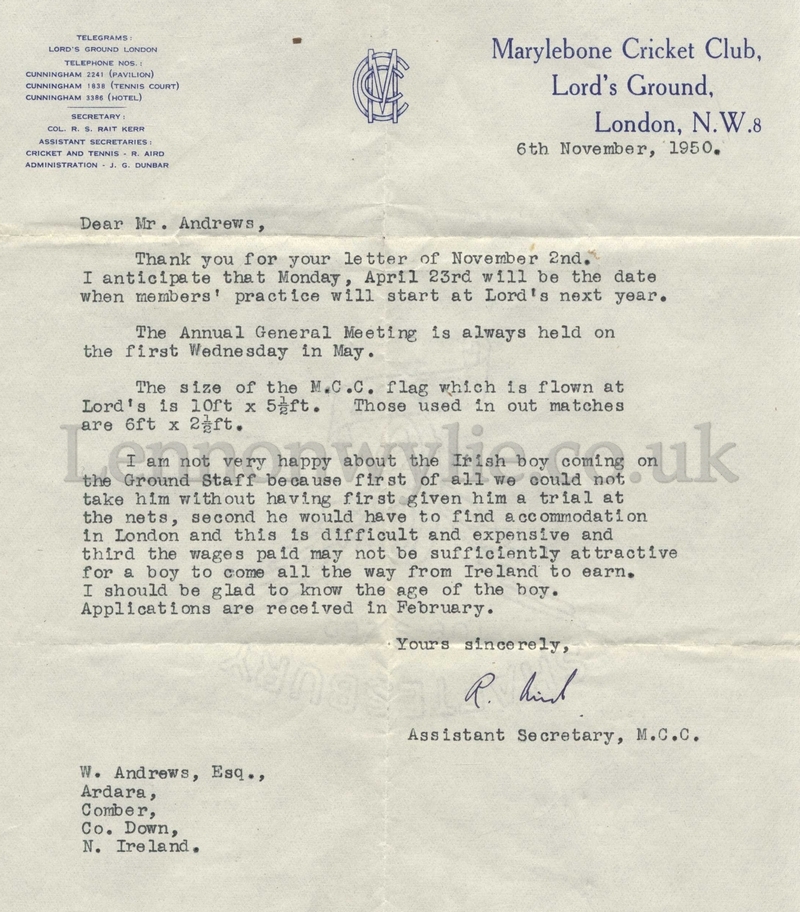 TELEGRAMS:
LORD'S GROUND LONDON
TELEPHONE NOS.:
CUNNINGHAM 2241 (PAVILION)
CUNNINGHAM 1838 (TENNIS COURT)
CUNNINGHAM 3386 (HOTEL)
SECRETARY:
COL. R. S. RAIT KERR
ASSISTANT SECRETARIES:
CRICKET AND TENNIS - R. AIRD
ADMINISTRATION - J. G. DUNBAR
MCC
Marylebone Cricket Club,
Lord's Ground,
London, N.W.8
6th November, 1950.
Dear Mr. Andrews,
Thank you for your letter of November 2nd.
I anticipate that Monday, April 23rd will be the date
when members' practice will start at Lord's next year.
The Annual General Meeting is always held on
the first Wednesday in May.
The size of the M.C.C. flag which is flown at
Lord's is 10ft x 5½ft. Those used in out matches
are 6ft x 2½ft.
Lennonwylie.co.uk
I am not very happy about the Irish boy coming on
the Ground Staff because first of all we could not
take him without having first given him a trial at
the nets, second he would have to find accommodation
in London and this is difficult and expensive and
third the wages paid may not be sufficiently attractive
for a boy to come all the way from Ireland to earn.
I should be glad to know the age of the boy.
Applications are received in February.
Yours sincerely,
R. Aird
Assistant Secretary, M.C.C.
W. Andrews, Esq.,
Ardara,
Comber,
Co. Down,
N. Ireland.